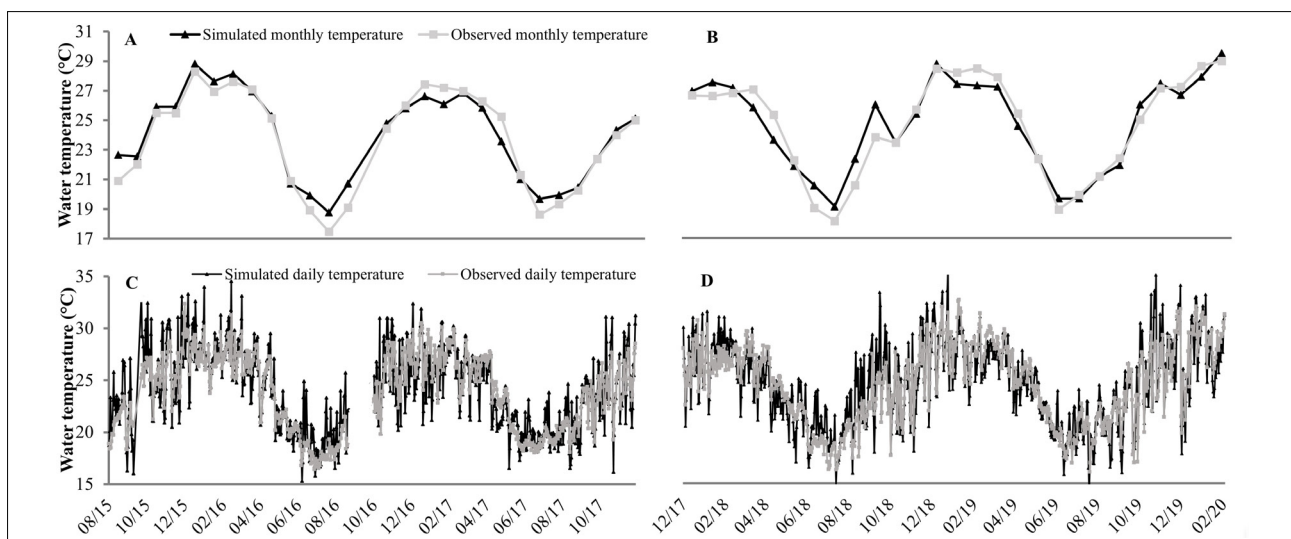 A
Simulated monthly temperature
Observed monthly temperature
B
Water temperature (°C)
31
29
27
25
23
21
19
17
C
Simulated daily temperature
Observed daily temperature
D
Water temperature (°C)
35
30
25
20
15
08/15 10/15 12/15 02/16 04/16 06/16 08/16 10/16 12/16 02/17 04/17 06/17 08/17 10/17
12/17 02/18 04/18 06/18 08/18 10/18 12/18 02/19 04/19 06/19 08/19 10/19 12/19 02/20